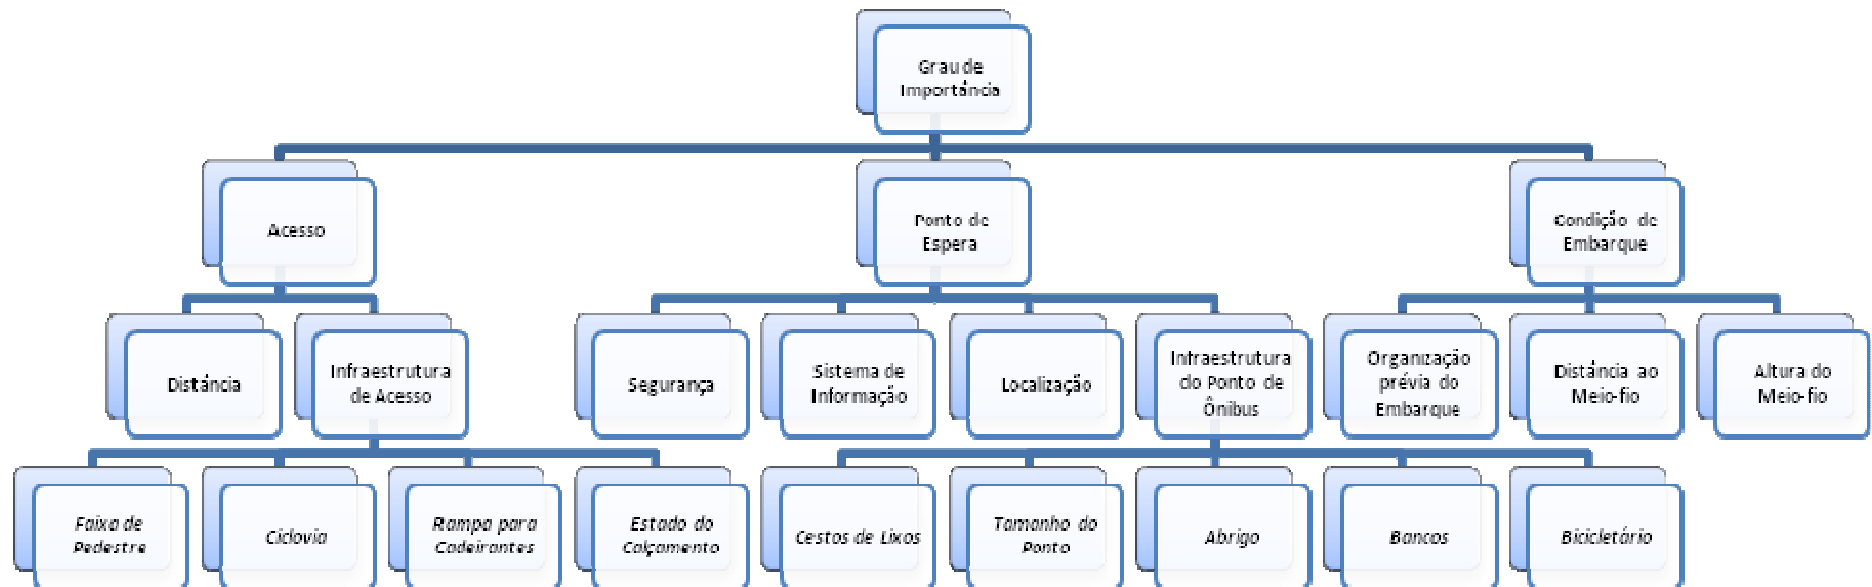 Grau de
Importância
Acesso
Ponto de
Espera
Condição de
Embarque
Distância
Infraestrutura
de Acesso
Segurança
Sistema de
Informação
Localização
Infraestrutura
do Ponto de
Ônibus
Organização
prévia do
Embarque
Distância ao
Meio-fio
Altura do
Meio-fio
Faixa de
Pedestre
Ciclovia
Rampa para
Cadeirantes
Estado do
Calçamento
Cestos de Lixos
Tamanho do
Ponto
Abrigo
Bancos
Bicicletário